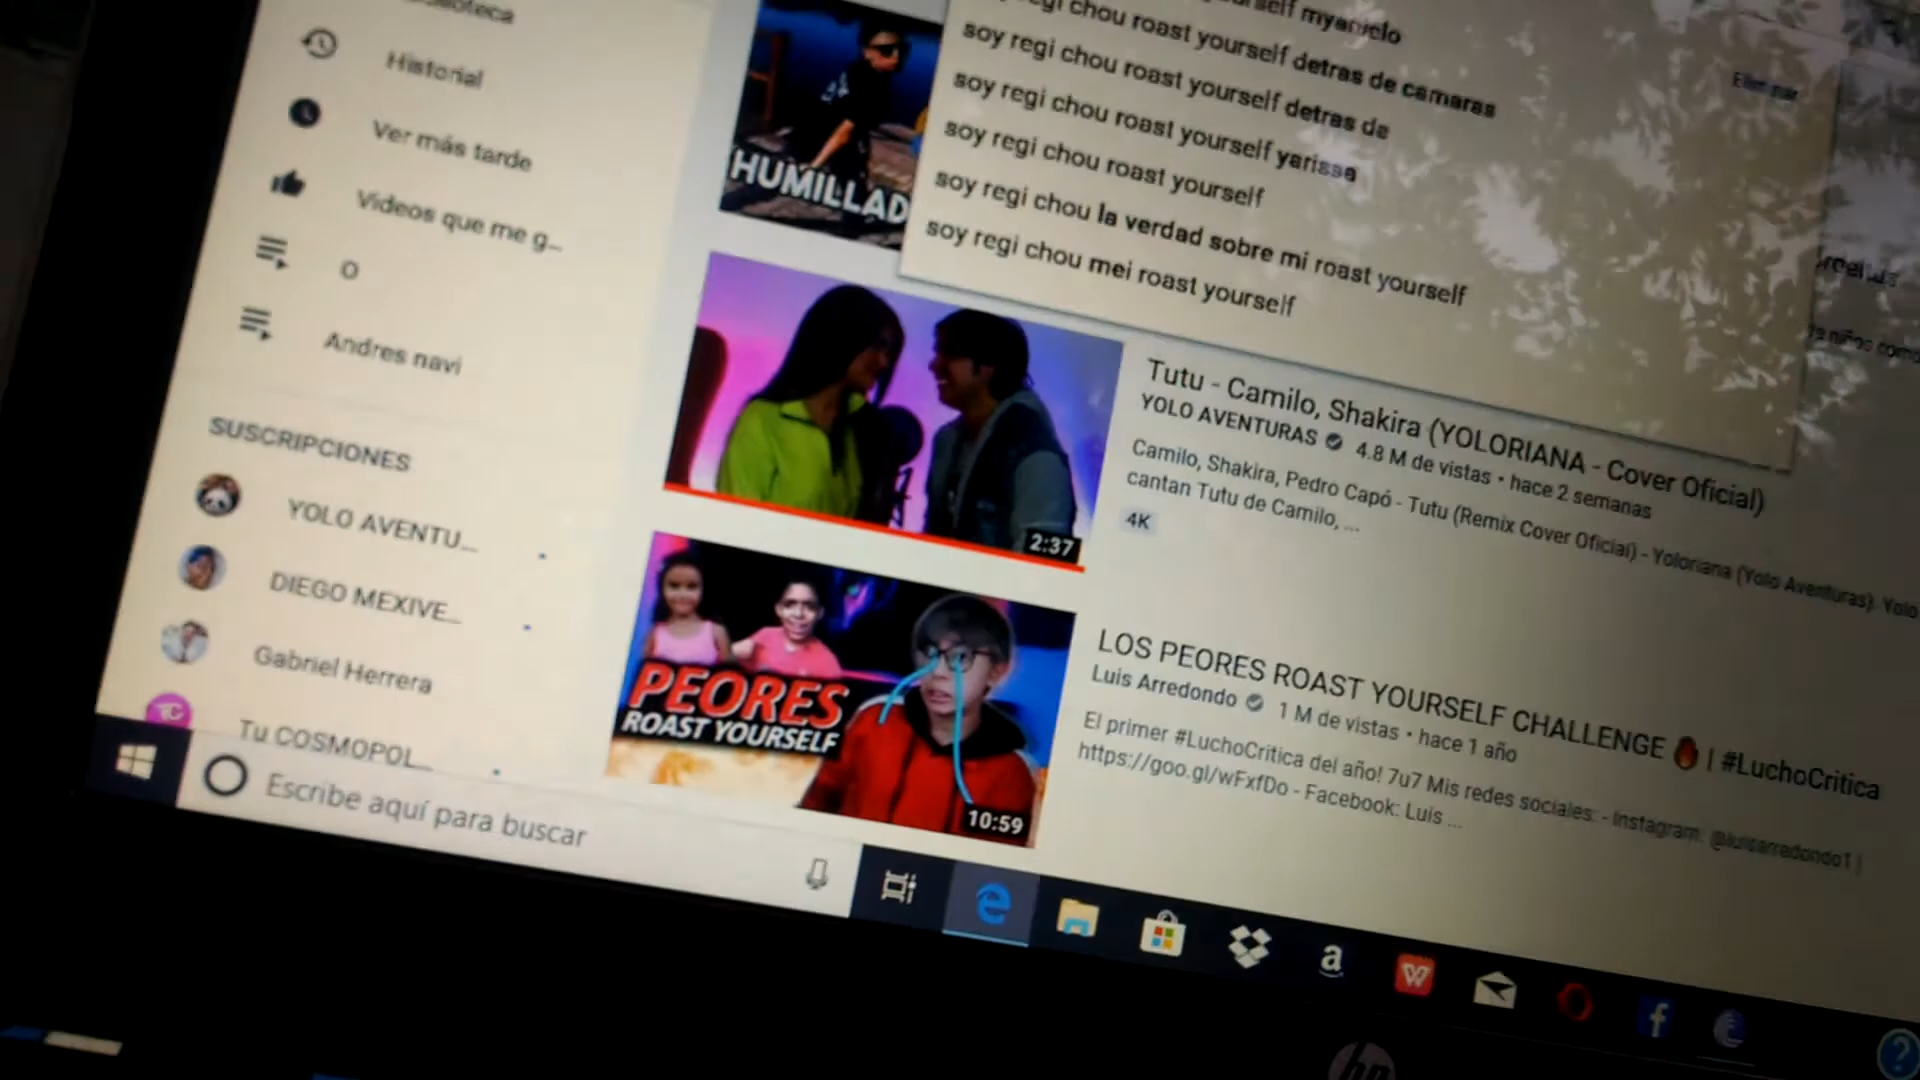 Historial
Ver más tarde
Videos que me g...
O
Andres navi
SUSCRIPCIONES
YOLO AVENTU...
DIEGO MEXIVE...
Gabriel Herrera
Tu COSMOPOL...
Escribe aquí para buscar
HUMILLAD
chou roast yourself detras de camaras
soy regi chou roast yourself detras de
soy regi chou roast yourself yarissa
soy regi chou roast yourself
soy regi chou la verdad sobre mi roast yourself
soy regi chou mei roast yourself
2:37
Tutu - Camilo, Shakira (YOLORIANA - Cover Oficial)
YOLO AVENTURAS 4.8 M de vistas • hace 2 semanas
Camilo, Shakira, Pedro Capó - Tutu (Remix Cover Oficial) - Yoloriana (Yolo Aventuras). Yolo
cantan Tutu de Camilo, ...
4K
PEORES
ROAST YOURSELF
10:59
LOS PEORES ROAST YOURSELF CHALLENGE 🔥 | #LuchoCritica
Luis Arredondo 1 M de vistas • hace 1 año
El primer #LuchoCritica del año! 7u7 Mis redes sociales: - Instagram: @luisarredondo1 |
https://goo.gl/wFxfDo - Facebook: Luis ...
hp